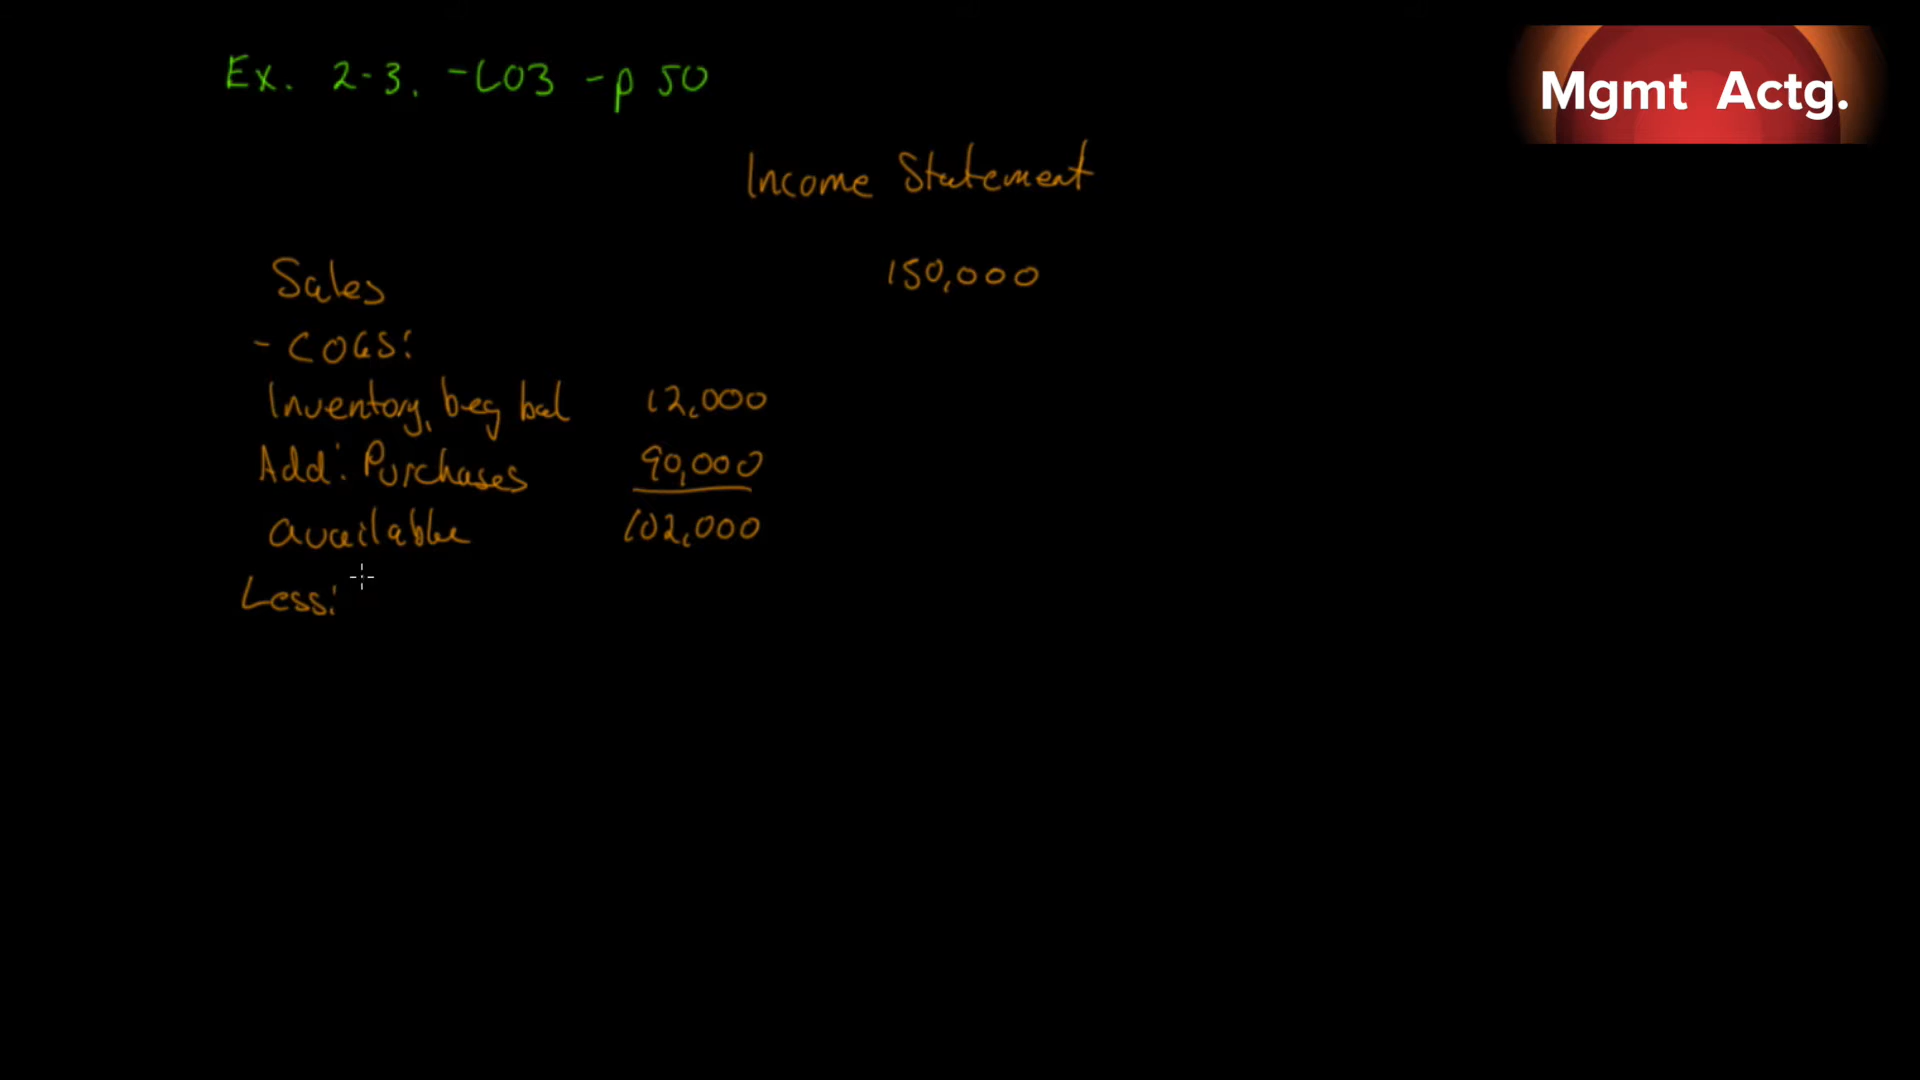 Ex. 2-3. - LO3 - p 50
Mgmt Actg.
Income Statement
Sales 150,000
- COGS:
Inventory, beg bal 12,000
Add: Purchases 90,000
available 102,000
Less: